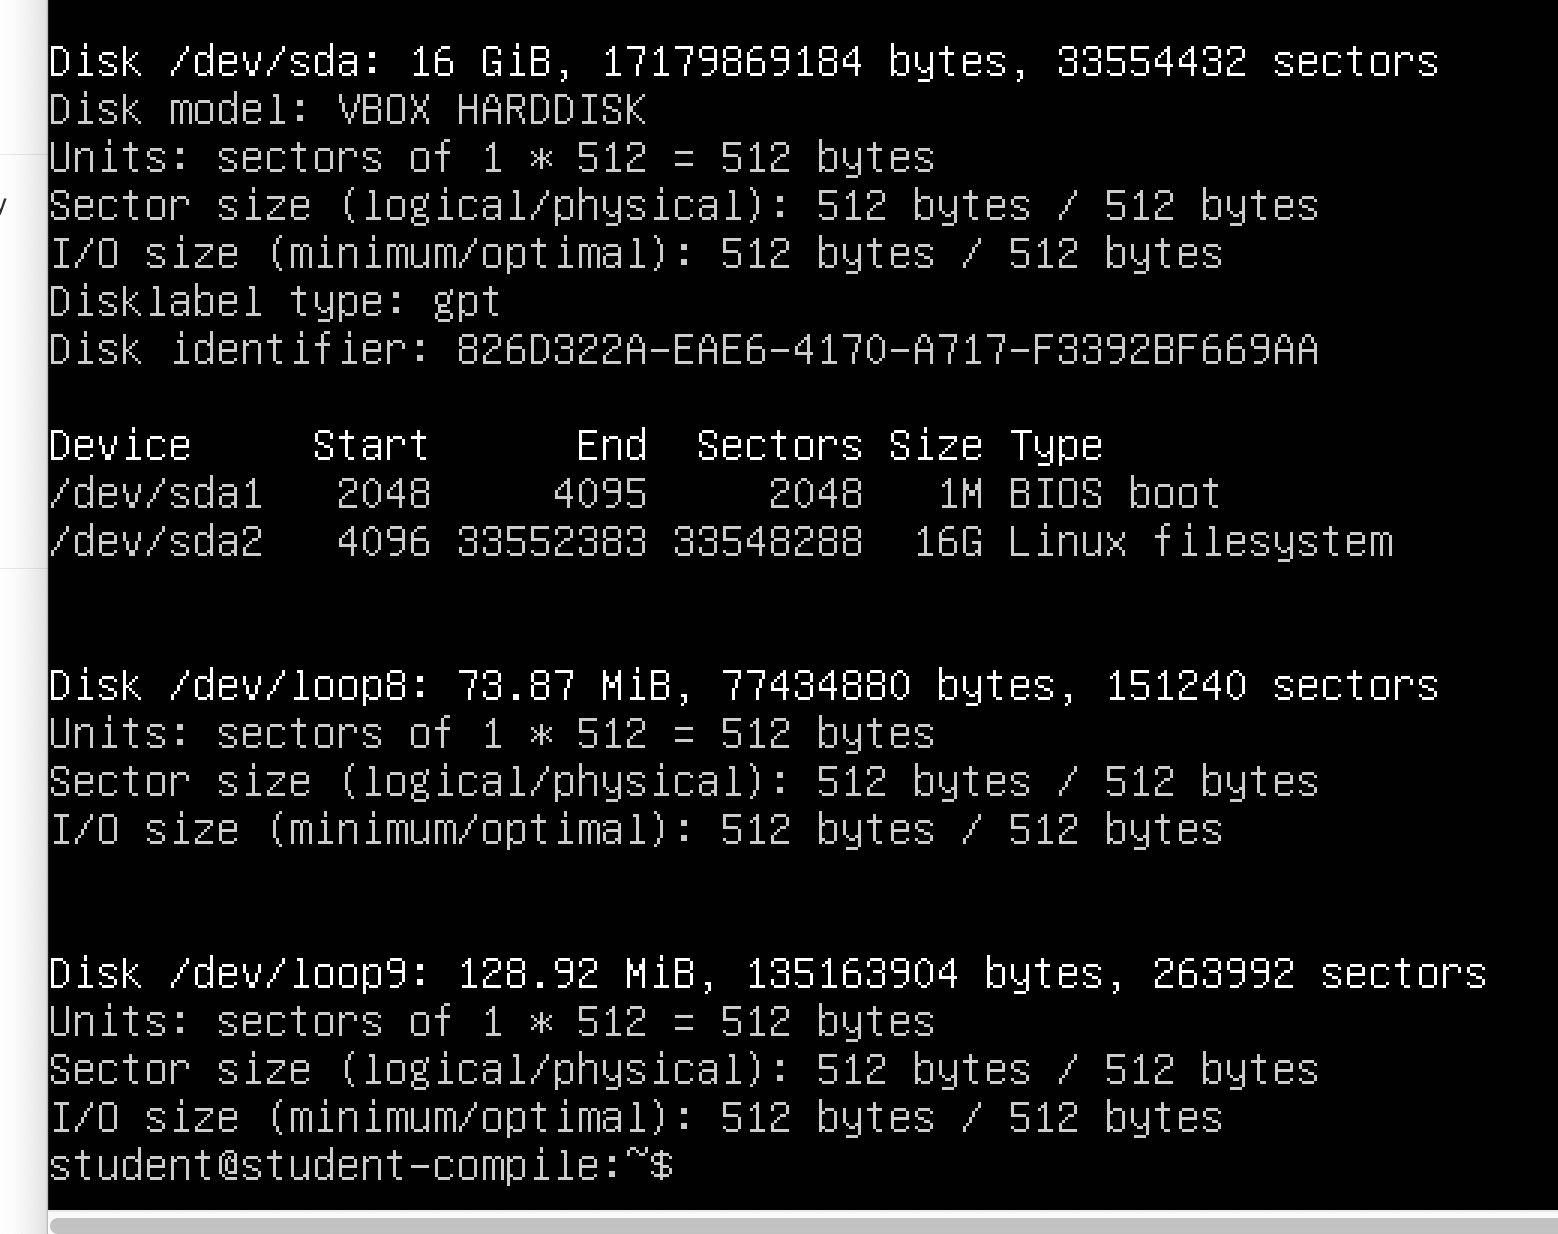 Disk /dev/sda: 16 GiB, 17179869184 bytes, 33554432 sectors
Disk model: VBOX HARDDISK
Units: sectors of 1 * 512 = 512 bytes
Sector size (logical/physical): 512 bytes / 512 bytes
I/O size (minimum/optimal): 512 bytes / 512 bytes
Disklabel type: gpt
Disk identifier: 826D322A-EAE6-4170-A717-F3392BF669AA
Device     Start      End  Sectors Size Type
/dev/sda1   2048     4095     2048   1M BIOS boot
/dev/sda2   4096 33552383 33548288  16G Linux filesystem
Disk /dev/loop8: 73.87 MiB, 77434880 bytes, 151240 sectors
Units: sectors of 1 * 512 = 512 bytes
Sector size (logical/physical): 512 bytes / 512 bytes
I/O size (minimum/optimal): 512 bytes / 512 bytes
Disk /dev/loop9: 128.92 MiB, 135163904 bytes, 263992 sectors
Units: sectors of 1 * 512 = 512 bytes
Sector size (logical/physical): 512 bytes / 512 bytes
I/O size (minimum/optimal): 512 bytes / 512 bytes
student@student-compile:~$